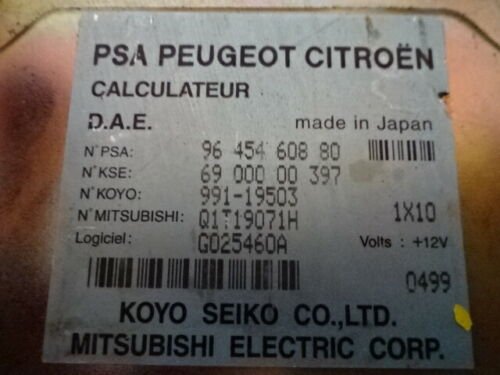 PSA PEUGEOT CITROËN
CALCULATEUR
D.A.E. made in Japan
N°PSA: 96 454 608 80
N°KSE: 69 000 00 397
N°KOYO: 991-19503
N°MITSUBISHI: Q1T19071H 1X10
Logiciel: G025460A Volts : +12V
0499
KOYO SEIKO CO.,LTD.
MITSUBISHI ELECTRIC CORP.